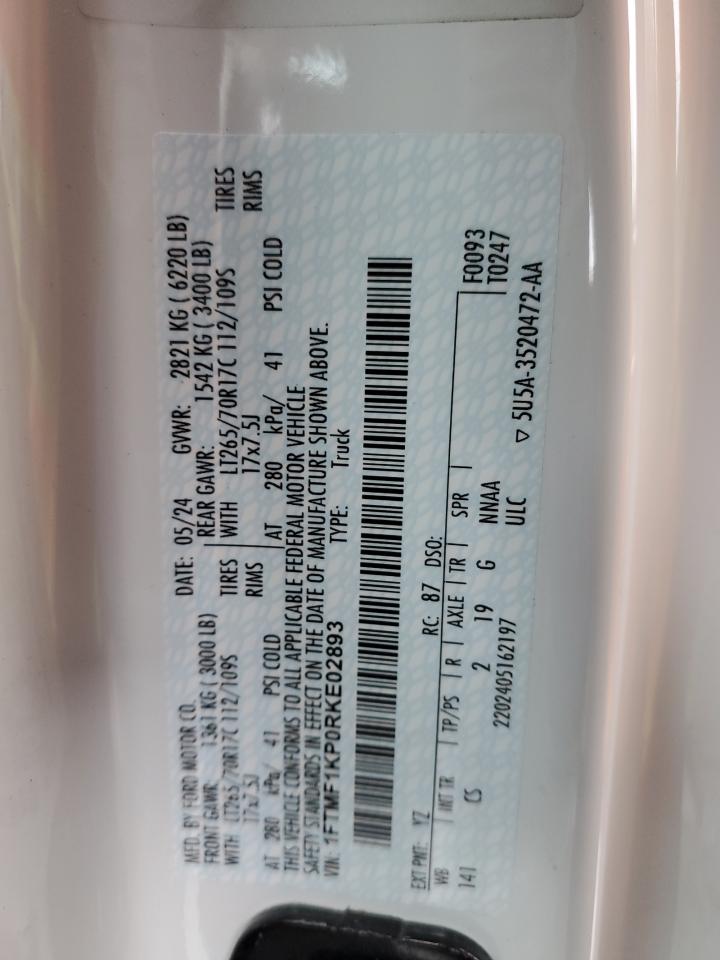 MFD. BY FORD MOTOR CO.
DATE: 05/24 GVWR: 2821 KG ( 6220 LB)
FRONT GAWR: 1361 KG ( 3000 LB) REAR GAWR: 1542 KG ( 3400 LB)
WITH LT265/70R17C 112/109S TIRES WITH LT265/70R17C 112/109S TIRES
17x7.5J RIMS 17x7.5J RIMS
AT 280 kPa/ 41 PSI COLD AT 280 kPa/ 41 PSI COLD
THIS VEHICLE CONFORMS TO ALL APPLICABLE FEDERAL MOTOR VEHICLE
SAFETY STANDARDS IN EFFECT ON THE DATE OF MANUFACTURE SHOWN ABOVE.
VIN: 1FTMF1KP0RKE02893 TYPE: Truck
EXT PNT: YZ RC: 87 DSO:
WB INT TR TP/PS R AXLE TR SPR F0093
141 CS 2 19 G NNAA T0247
2202405162197 ULC ▽ 5U5A-3520472-AA